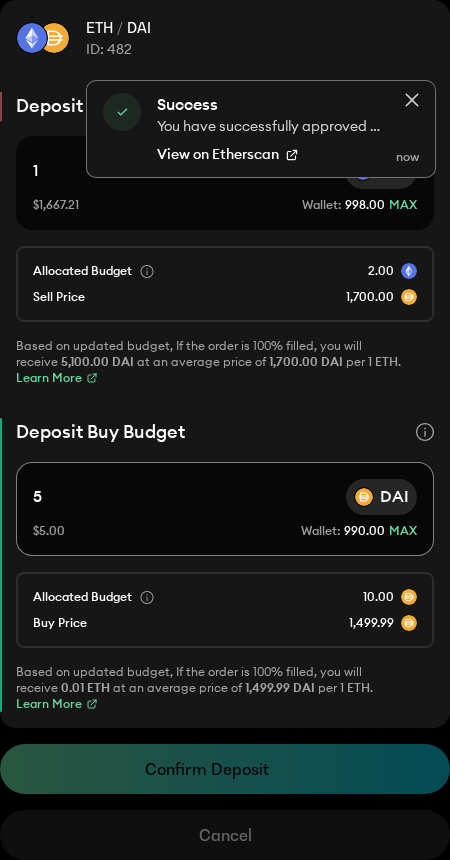 ETH / DAI
ID: 482
Deposit
Success
You have successfully approved ...
View on Etherscan
now
1
$1,667.21
Wallet: 998.00 MAX
Allocated Budget
2.00
Sell Price
1,700.00
Based on updated budget, If the order is 100% filled, you will
receive 5,100.00 DAI at an average price of 1,700.00 DAI per 1 ETH.
Learn More
Deposit Buy Budget
5
DAI
$5.00
Wallet: 990.00 MAX
Allocated Budget
10.00
Buy Price
1,499.99
Based on updated budget, If the order is 100% filled, you will
receive 0.01 ETH at an average price of 1,499.99 DAI per 1 ETH.
Learn More
Confirm Deposit
Cancel